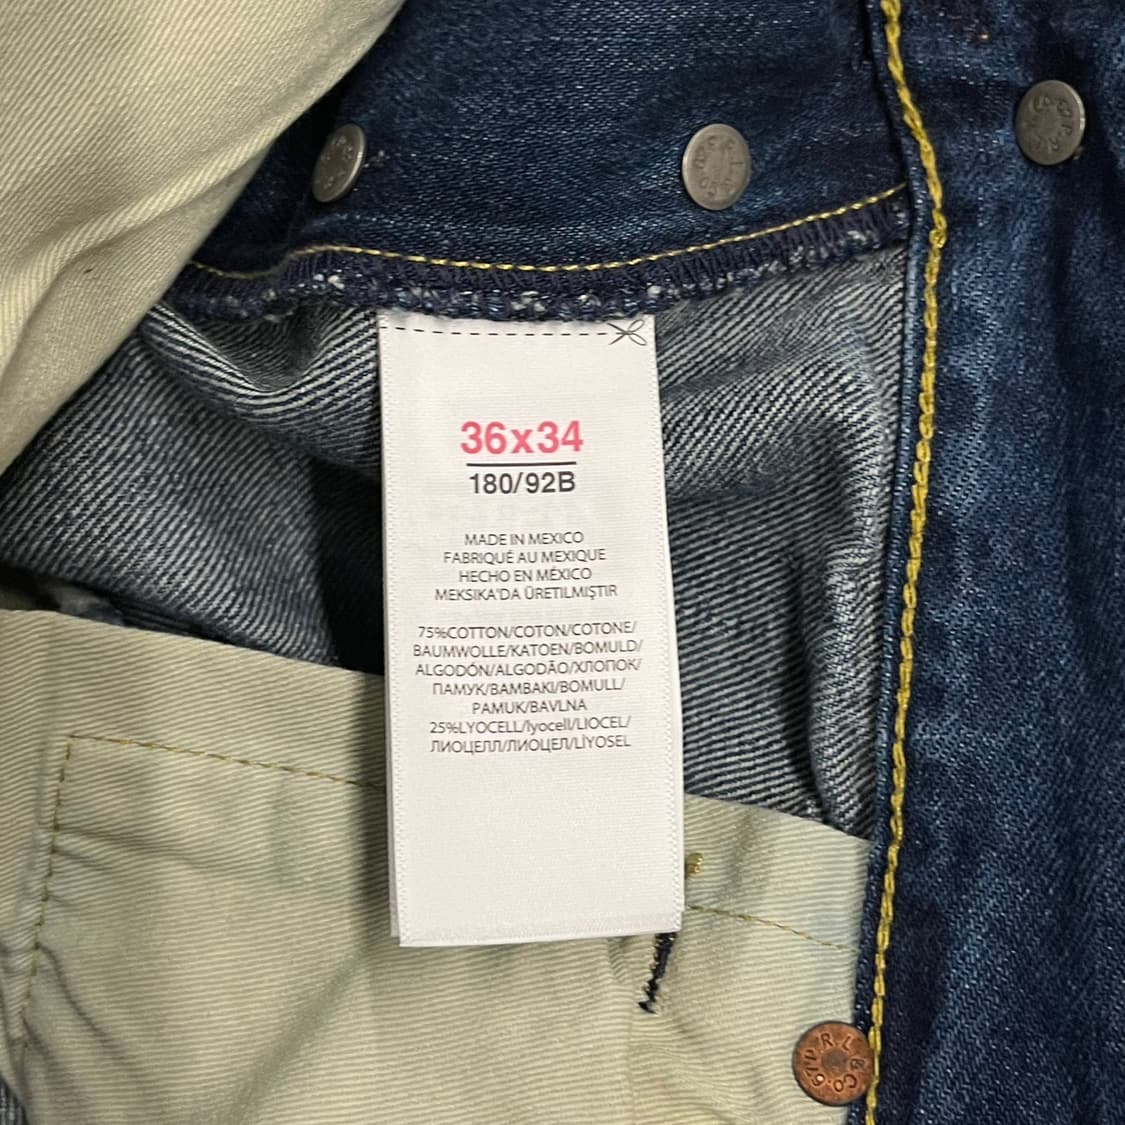 36x34
180/92B
MADE IN MEXICO
FABRIQUÉ AU MEXIQUE
HECHO EN MÉXICO
MEKSIKA'DA ÜRETILMIŞTIR
75%COTTON/COTON/COTONE/
BAUMWOLLE/KATOEN/BOMULD/
ALGODÓN/ALGODÃO/ХЛОПОК/
ПАМУК/BAMBAKI/BOMULL/
PAMUK/BAVLNA
25%LYOCELL/lyocell/LIOCEL/
ЛИОЦЕЛЛ/ЛИОЦЕЛ/LİYOSEL
RL & Co.